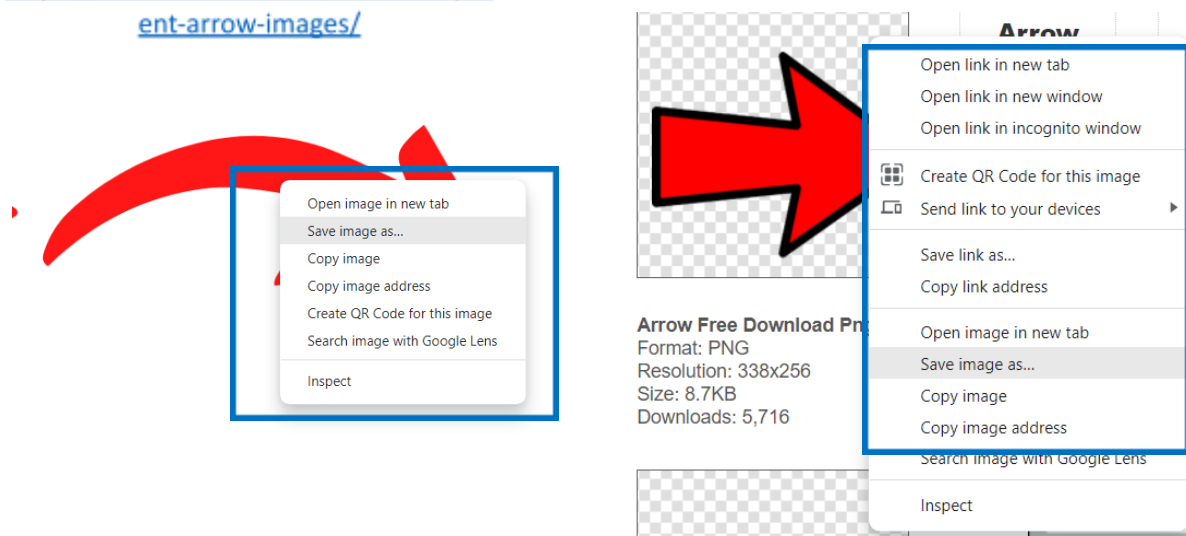 ent-arrow-images/
Open image in new tab
Save image as...
Copy image
Copy image address
Create QR Code for this image
Search image with Google Lens
Inspect
Arrow
Open link in new tab
Open link in new window
Open link in incognito window
Create QR Code for this image
Send link to your devices
Save link as...
Copy link address
Open image in new tab
Save image as...
Copy image
Copy image address
Search image with Google Lens
Inspect
Arrow Free Download Png
Format: PNG
Resolution: 338x256
Size: 8.7KB
Downloads: 5,716